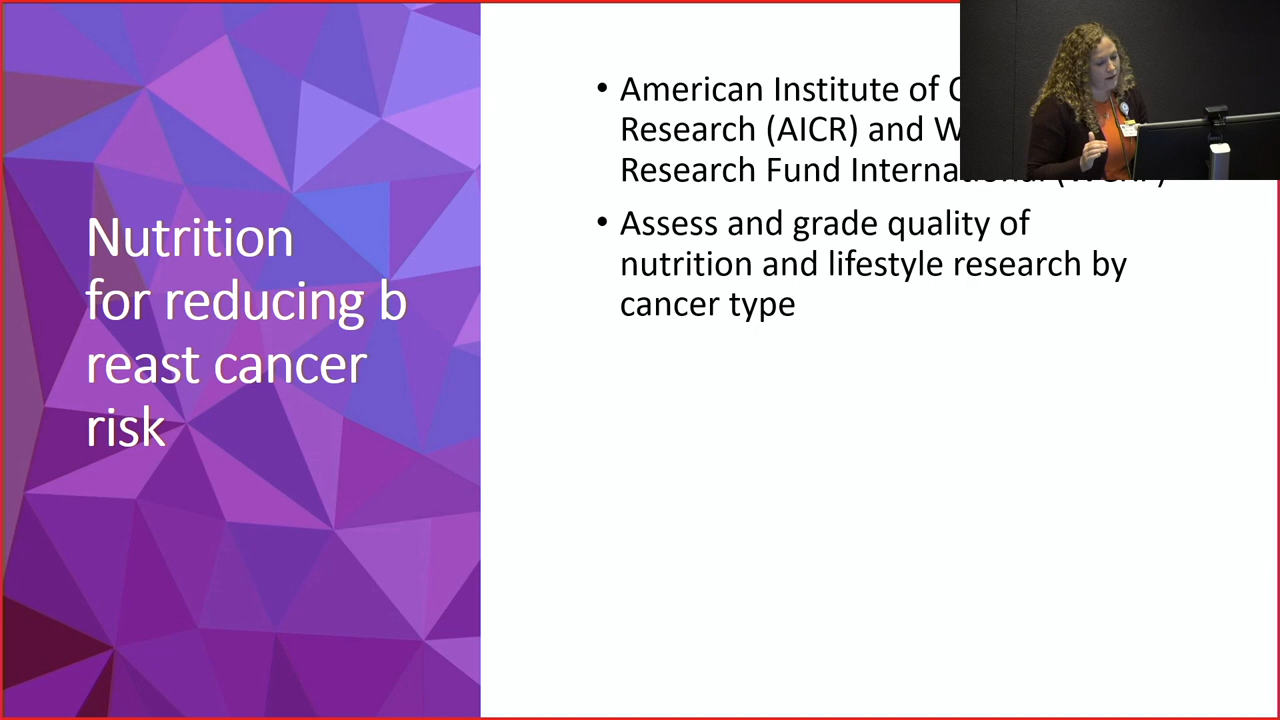 Nutrition
for reducing b
reast cancer
risk
• American Institute of
Research (AICR) and
Research Fund International
• Assess and grade quality of
nutrition and lifestyle research by
cancer type